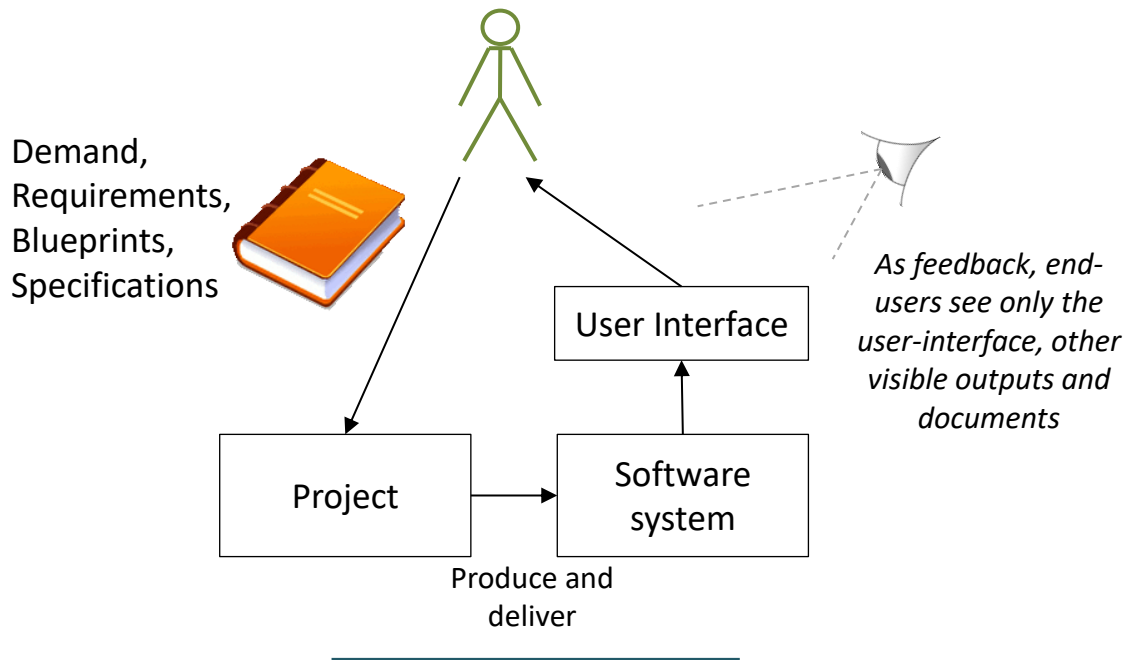 Demand,
Requirements,
Blueprints,
Specifications
As feedback, end-
users see only the
user-interface, other
visible outputs and
documents
User Interface
Project
Software
system
Produce and
deliver